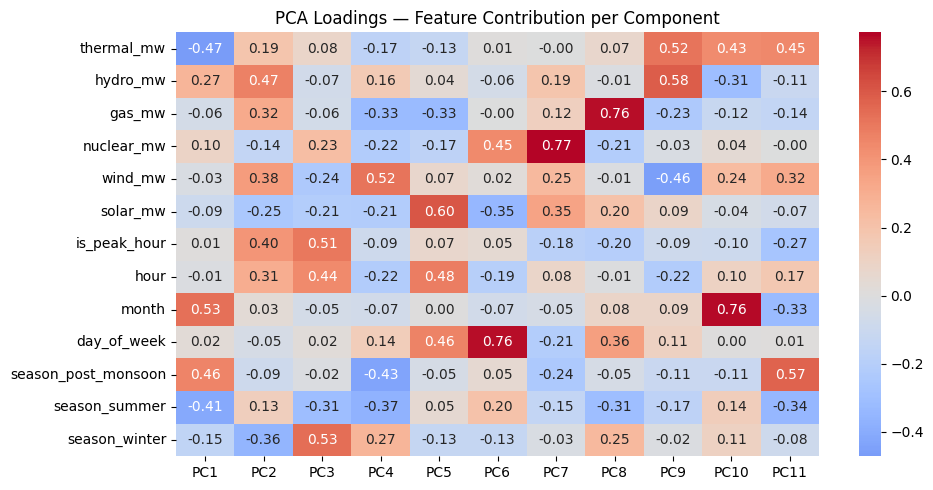 PCA Loadings — Feature Contribution per Component
thermal_mw -0.47 0.19 0.08 -0.17 -0.13 0.01 -0.00 0.07 0.52 0.43 0.45
hydro_mw 0.27 0.47 -0.07 0.16 0.04 -0.06 0.19 -0.01 0.58 -0.31 -0.11
gas_mw -0.06 0.32 -0.06 -0.33 -0.33 -0.00 0.12 0.76 -0.23 -0.12 -0.14
nuclear_mw 0.10 -0.14 0.23 -0.22 -0.17 0.45 0.77 -0.21 -0.03 0.04 -0.00
wind_mw -0.03 0.38 -0.24 0.52 0.07 0.02 0.25 -0.01 -0.46 0.24 0.32
solar_mw -0.09 -0.25 -0.21 -0.21 0.60 -0.35 0.35 0.20 0.09 -0.04 -0.07
is_peak_hour 0.01 0.40 0.51 -0.09 0.07 0.05 -0.18 -0.20 -0.09 -0.10 -0.27
hour -0.01 0.31 0.44 -0.22 0.48 -0.19 0.08 -0.01 -0.22 0.10 0.17
month 0.53 0.03 -0.05 -0.07 0.00 -0.07 -0.05 0.08 0.09 0.76 -0.33
day_of_week 0.02 -0.05 0.02 0.14 0.46 0.76 -0.21 0.36 0.11 0.00 0.01
season_post_monsoon 0.46 -0.09 -0.02 -0.43 -0.05 0.05 -0.24 -0.05 -0.11 -0.11 0.57
season_summer -0.41 0.13 -0.31 -0.37 0.05 0.20 -0.15 -0.31 -0.17 0.14 -0.34
season_winter -0.15 -0.36 0.53 0.27 -0.13 -0.13 -0.03 0.25 -0.02 0.11 -0.08
PC1 PC2 PC3 PC4 PC5 PC6 PC7 PC8 PC9 PC10 PC11
0.6
0.4
0.2
0.0
−0.2
−0.4